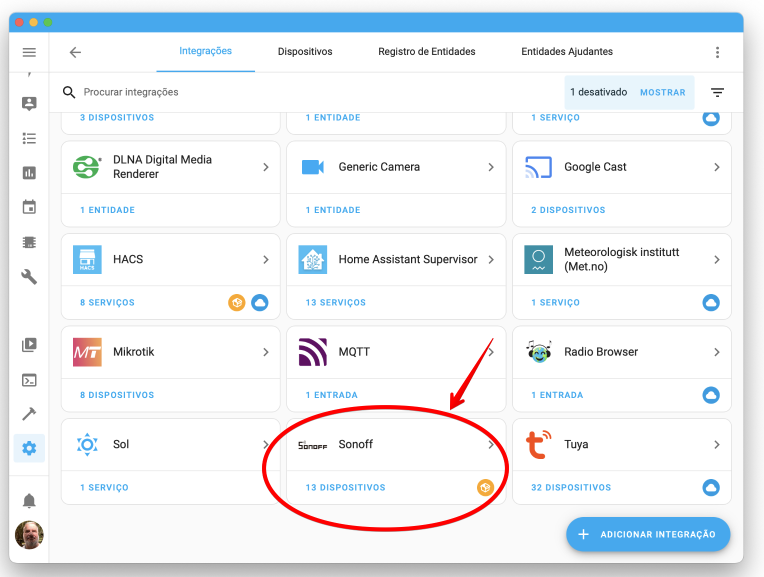 Integrações
Dispositivos
Registro de Entidades
Entidades Ajudantes
Procurar integrações
1 desativado MOSTRAR
3 DISPOSITIVOS
1 ENTIDADE
1 SERVIÇO
DLNA Digital Media
Renderer
1 ENTIDADE
Generic Camera
1 ENTIDADE
Google Cast
2 DISPOSITIVOS
HACS
HACS
8 SERVIÇOS
Home Assistant Supervisor
13 SERVIÇOS
Meteorologisk institutt
(Met.no)
1 SERVIÇO
MT
Mikrotik
8 DISPOSITIVOS
MQTT
1 ENTRADA
Radio Browser
1 ENTRADA
Sol
1 SERVIÇO
SONOFF
Sonoff
13 DISPOSITIVOS
t
Tuya
32 DISPOSITIVOS
+ ADICIONAR INTEGRAÇÃO